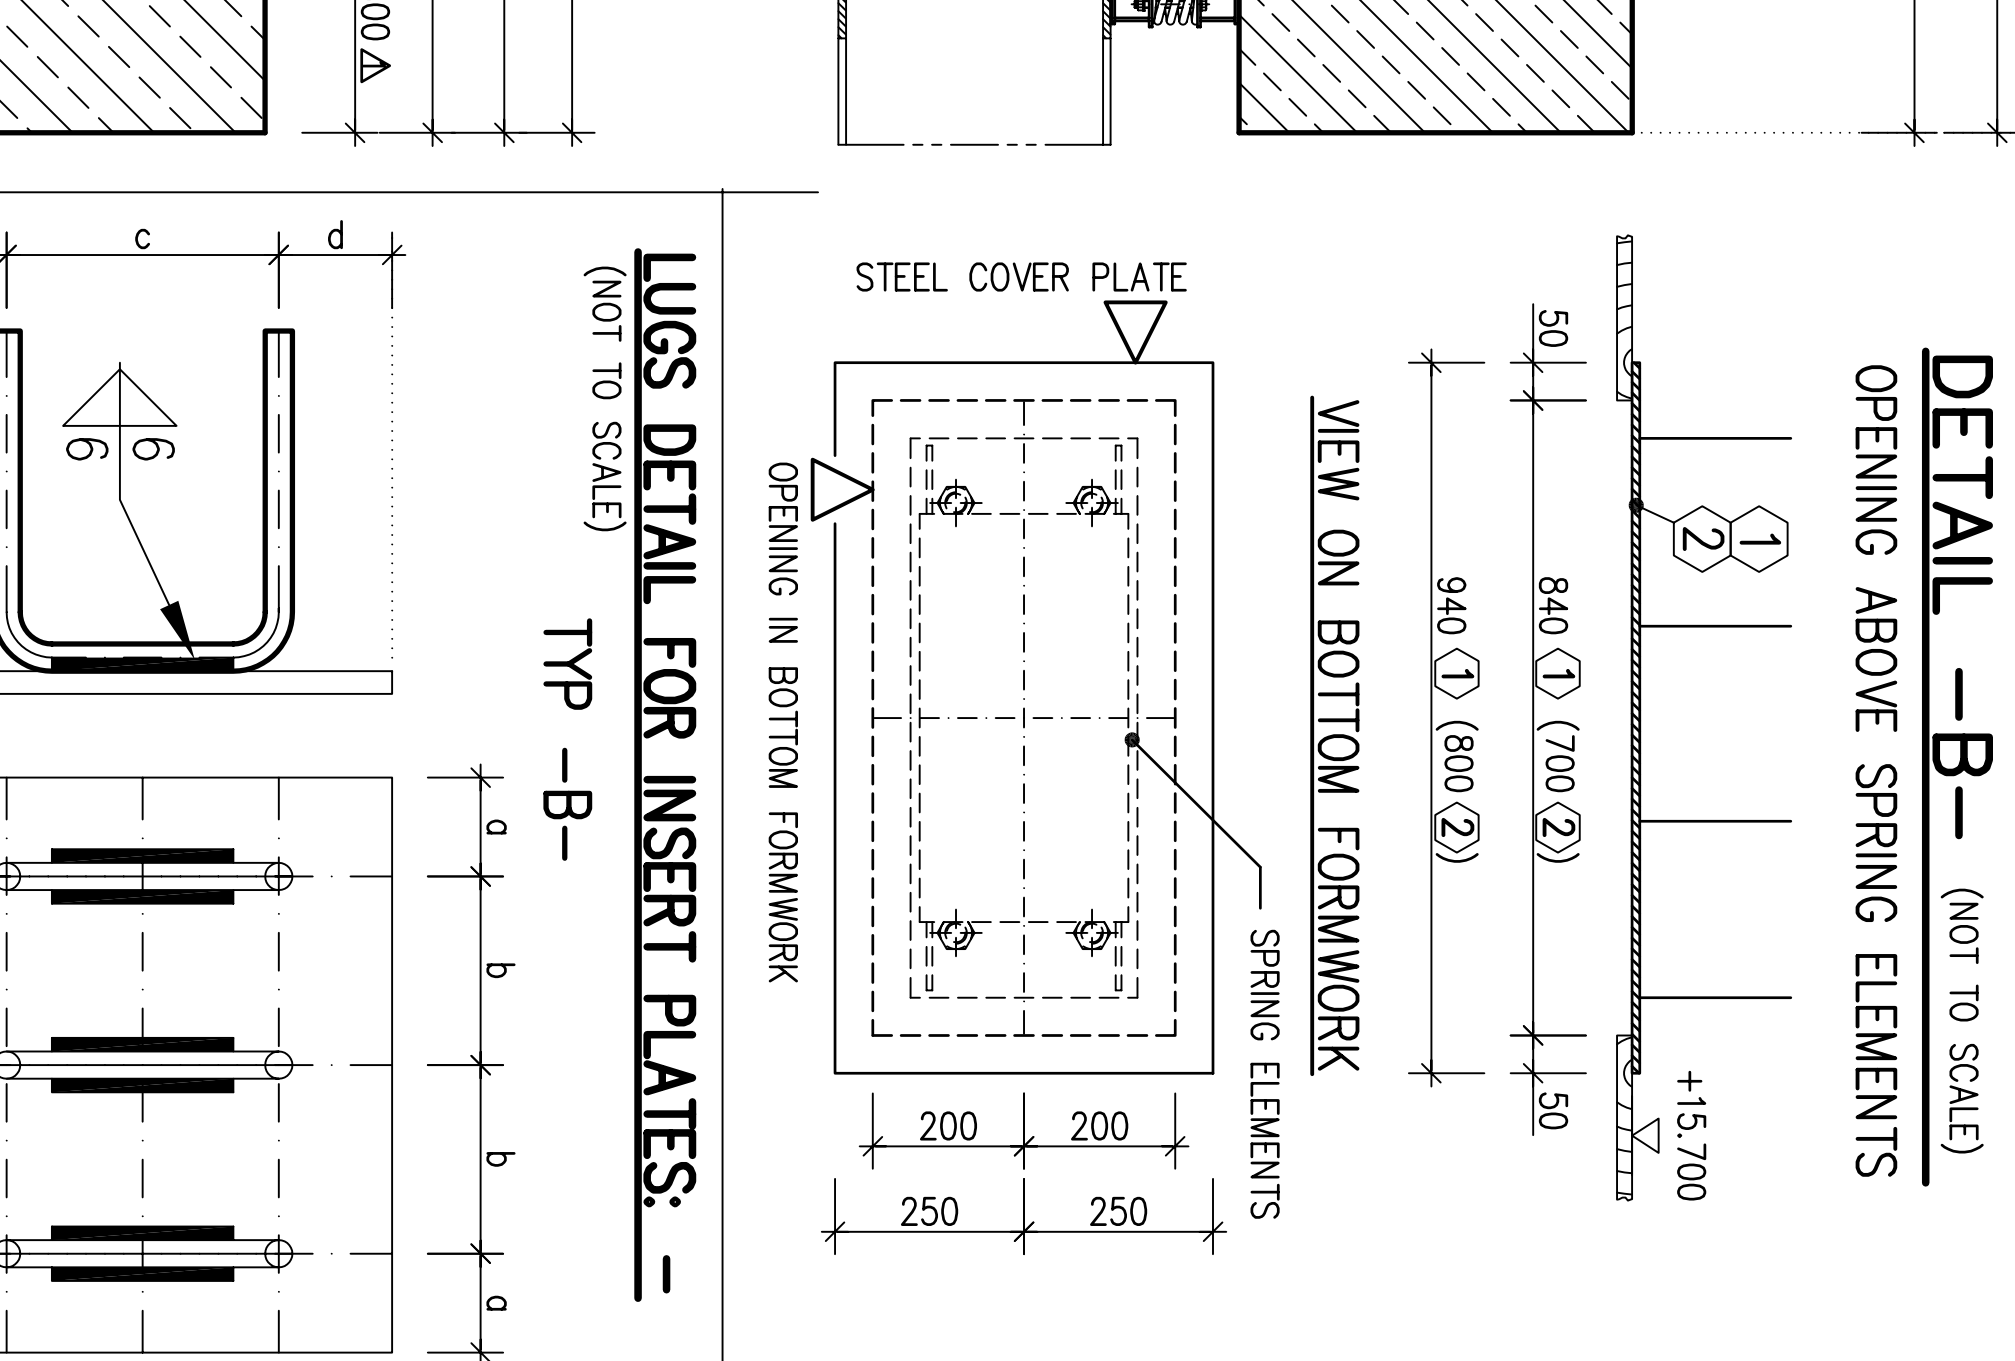 DETAIL -B- (NOT TO SCALE)
OPENING ABOVE SPRING ELEMENTS
1
2
+15.700
50 840 1 (700 2) 50
940 1 (800 2)
VIEW ON BOTTOM FORMWORK
SPRING ELEMENTS
STEEL COVER PLATE
OPENING IN BOTTOM FORMWORK
200 200
250 250
LUGS DETAIL FOR INSERT PLATES: -
(NOT TO SCALE)
TYP -B-
c d
6
6
a
b
b
a
00 1